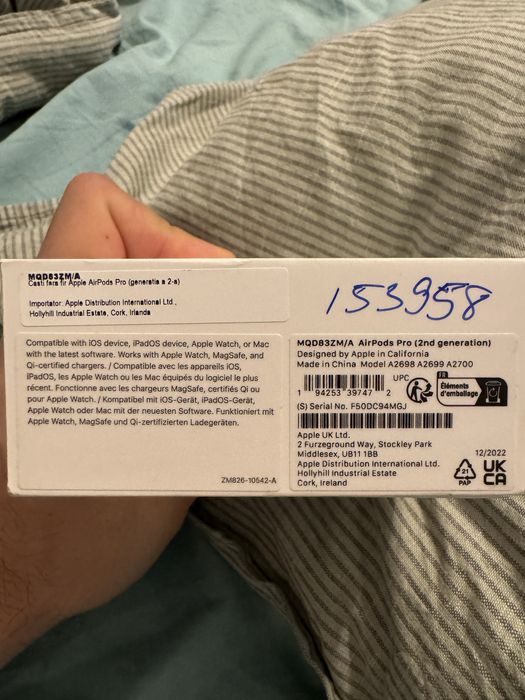 MQD83ZM/A
Casti fara fir Apple AirPods Pro (generatia a 2-a)
Importator: Apple Distribution International Ltd.,
Hollyhill Industrial Estate, Cork, Irlanda
153958
Compatible with iOS device, iPadOS device, Apple Watch, or Mac
with the latest software. Works with Apple Watch, MagSafe, and
Qi-certified chargers. / Compatible avec les appareils iOS,
iPadOS, les Apple Watch ou les Mac équipés du logiciel le plus
récent. Fonctionne avec les chargeurs MagSafe, certifiés Qi ou
pour Apple Watch. / Kompatibel mit iOS-Gerät, iPadOS-Gerät,
Apple Watch oder Mac mit der neuesten Software. Funktioniert mit
Apple Watch, MagSafe und Qi-zertifizierten Ladegeräten.
ZM826-10542-A
MQD83ZM/A AirPods Pro (2nd generation)
Designed by Apple in California
Made in China Model A2698 A2699 A2700
UPC
1 94253 39747 2
FR
Éléments
d'emballage
(S) Serial No. F50DC94MGJ
Apple UK Ltd.
2 Furzeground Way, Stockley Park
Middlesex, UB11 1BB
Apple Distribution International Ltd.
Hollyhill Industrial Estate
Cork, Ireland
12/2022
21
PAP
UK
CA